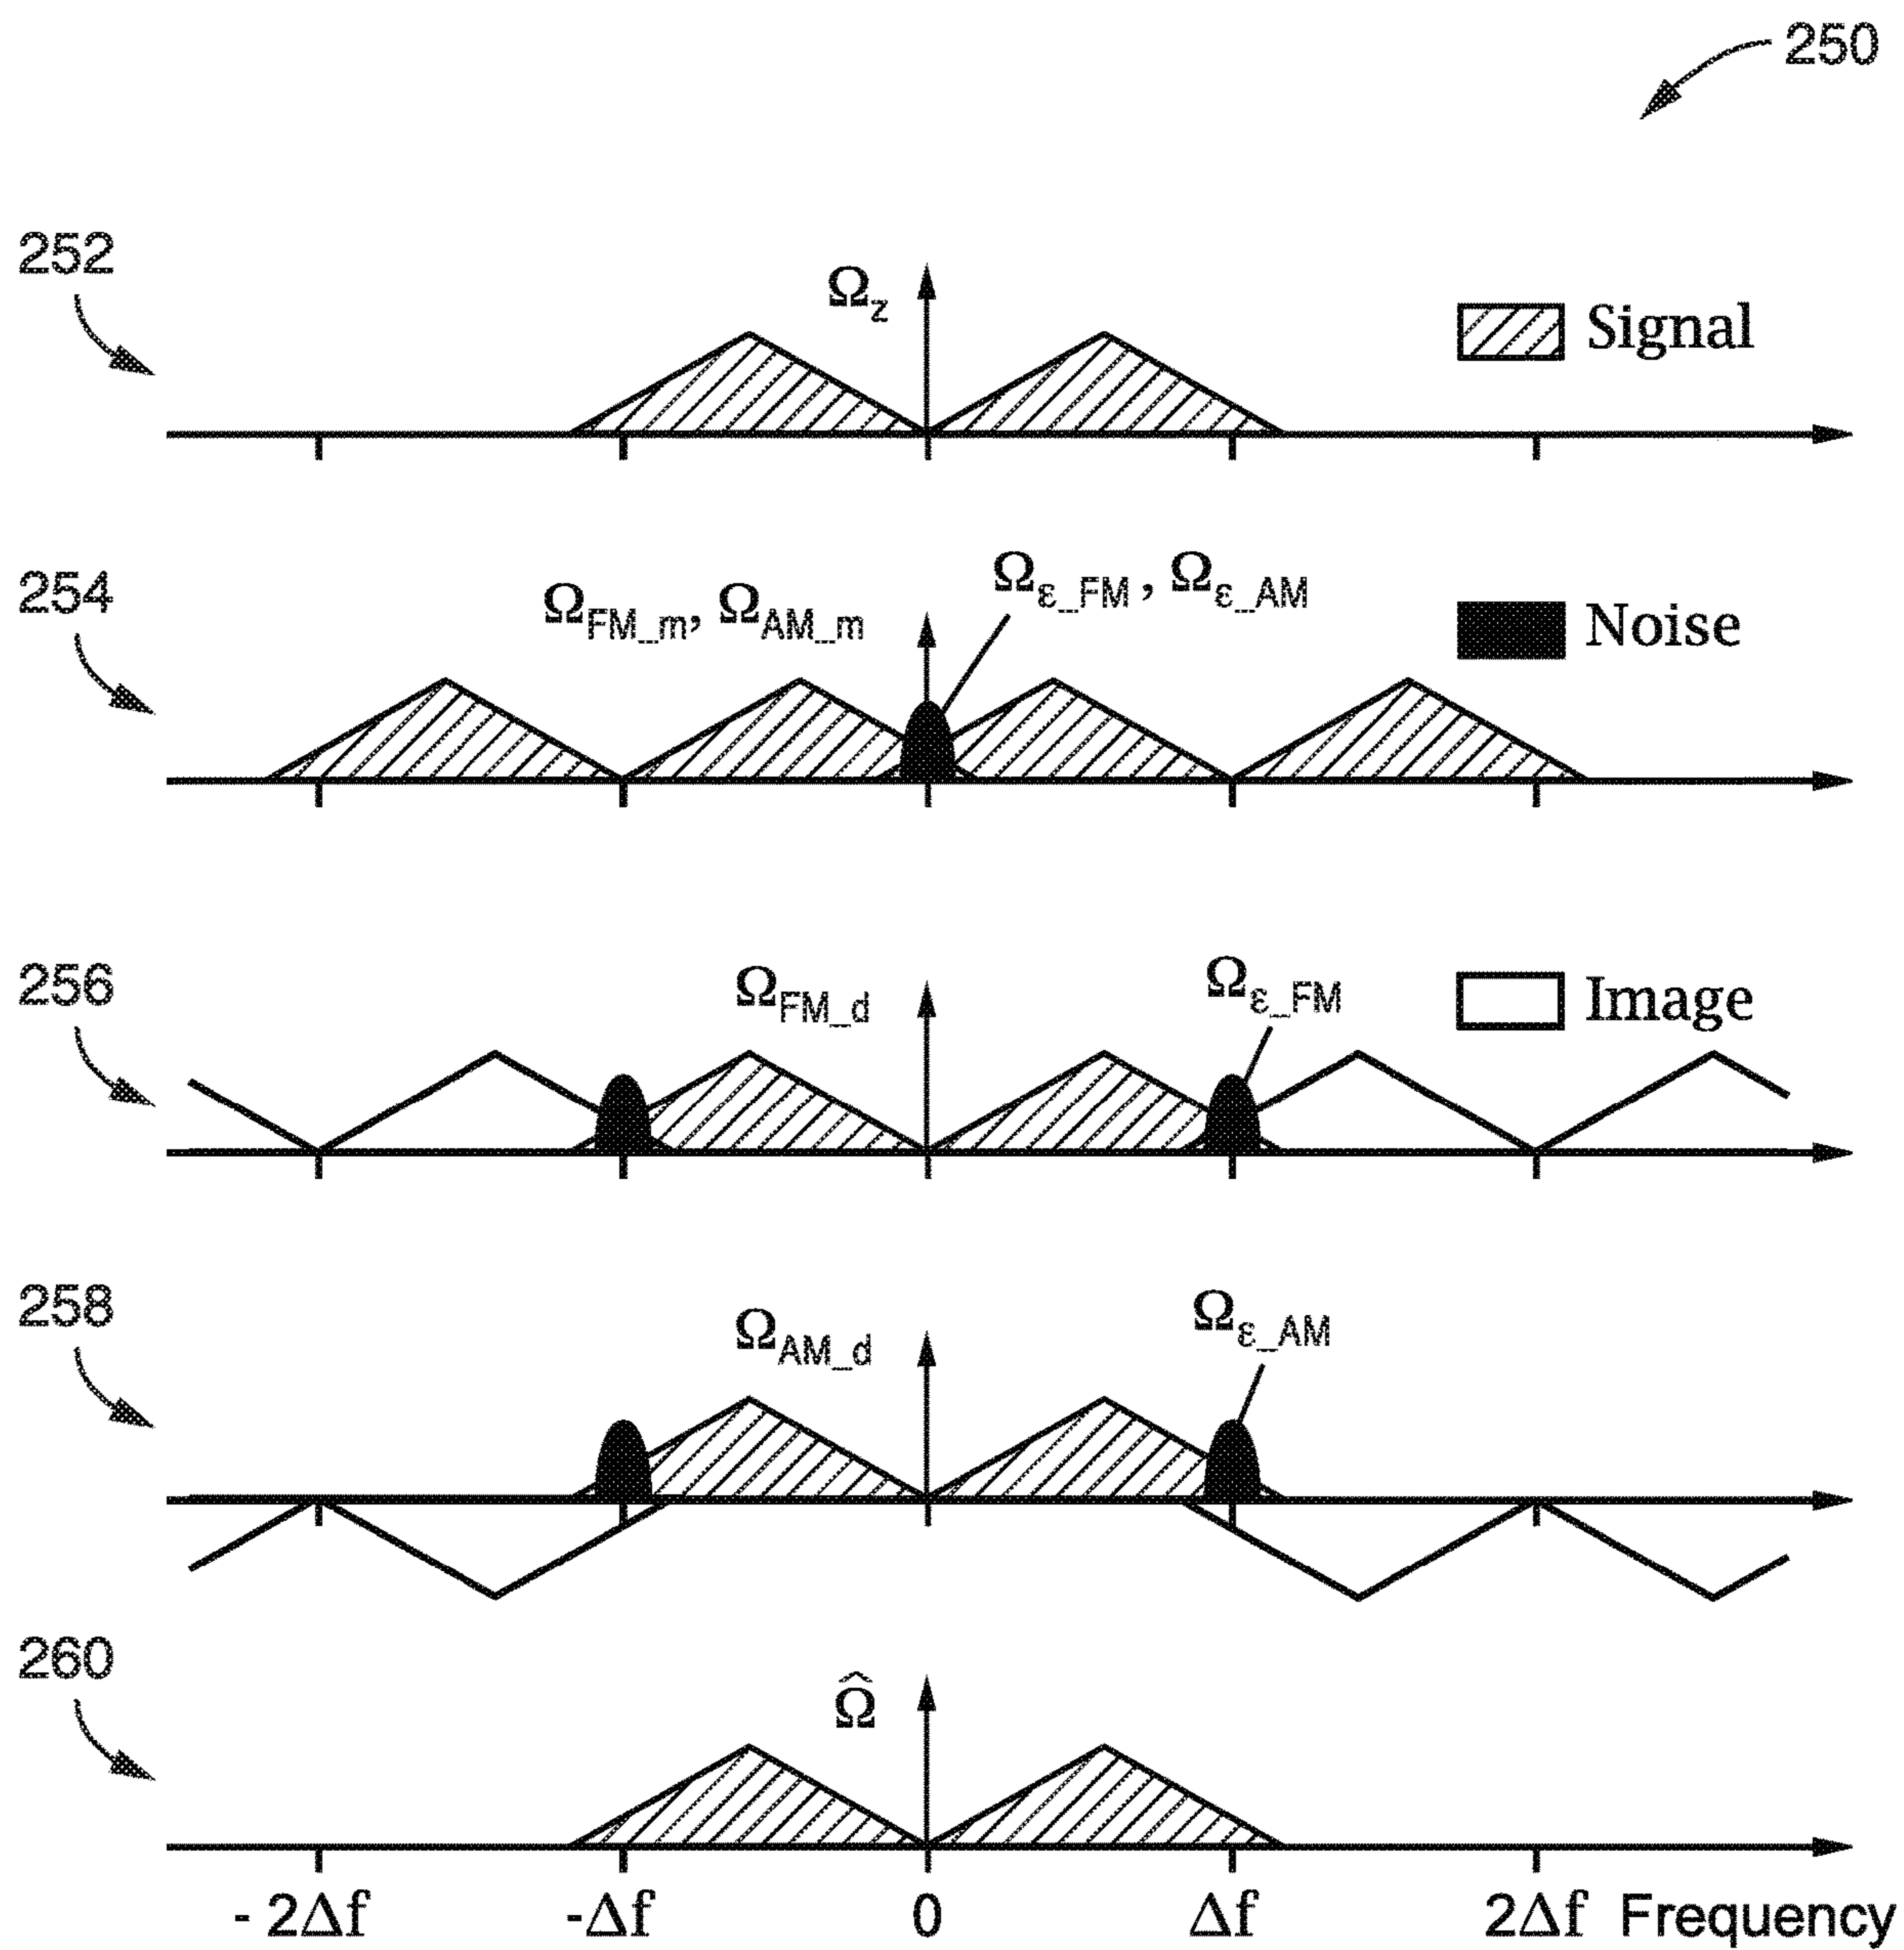 250
252
Ω_z
Signal
254
Ω_FM_m, Ω_AM_m
Ω_ε_FM, Ω_ε_AM
Noise
256
Ω_FM_d
Ω_ε_FM
Image
258
Ω_AM_d
Ω_ε_AM
260
Ω̂
- 2Δf -Δf 0 Δf 2Δf Frequency